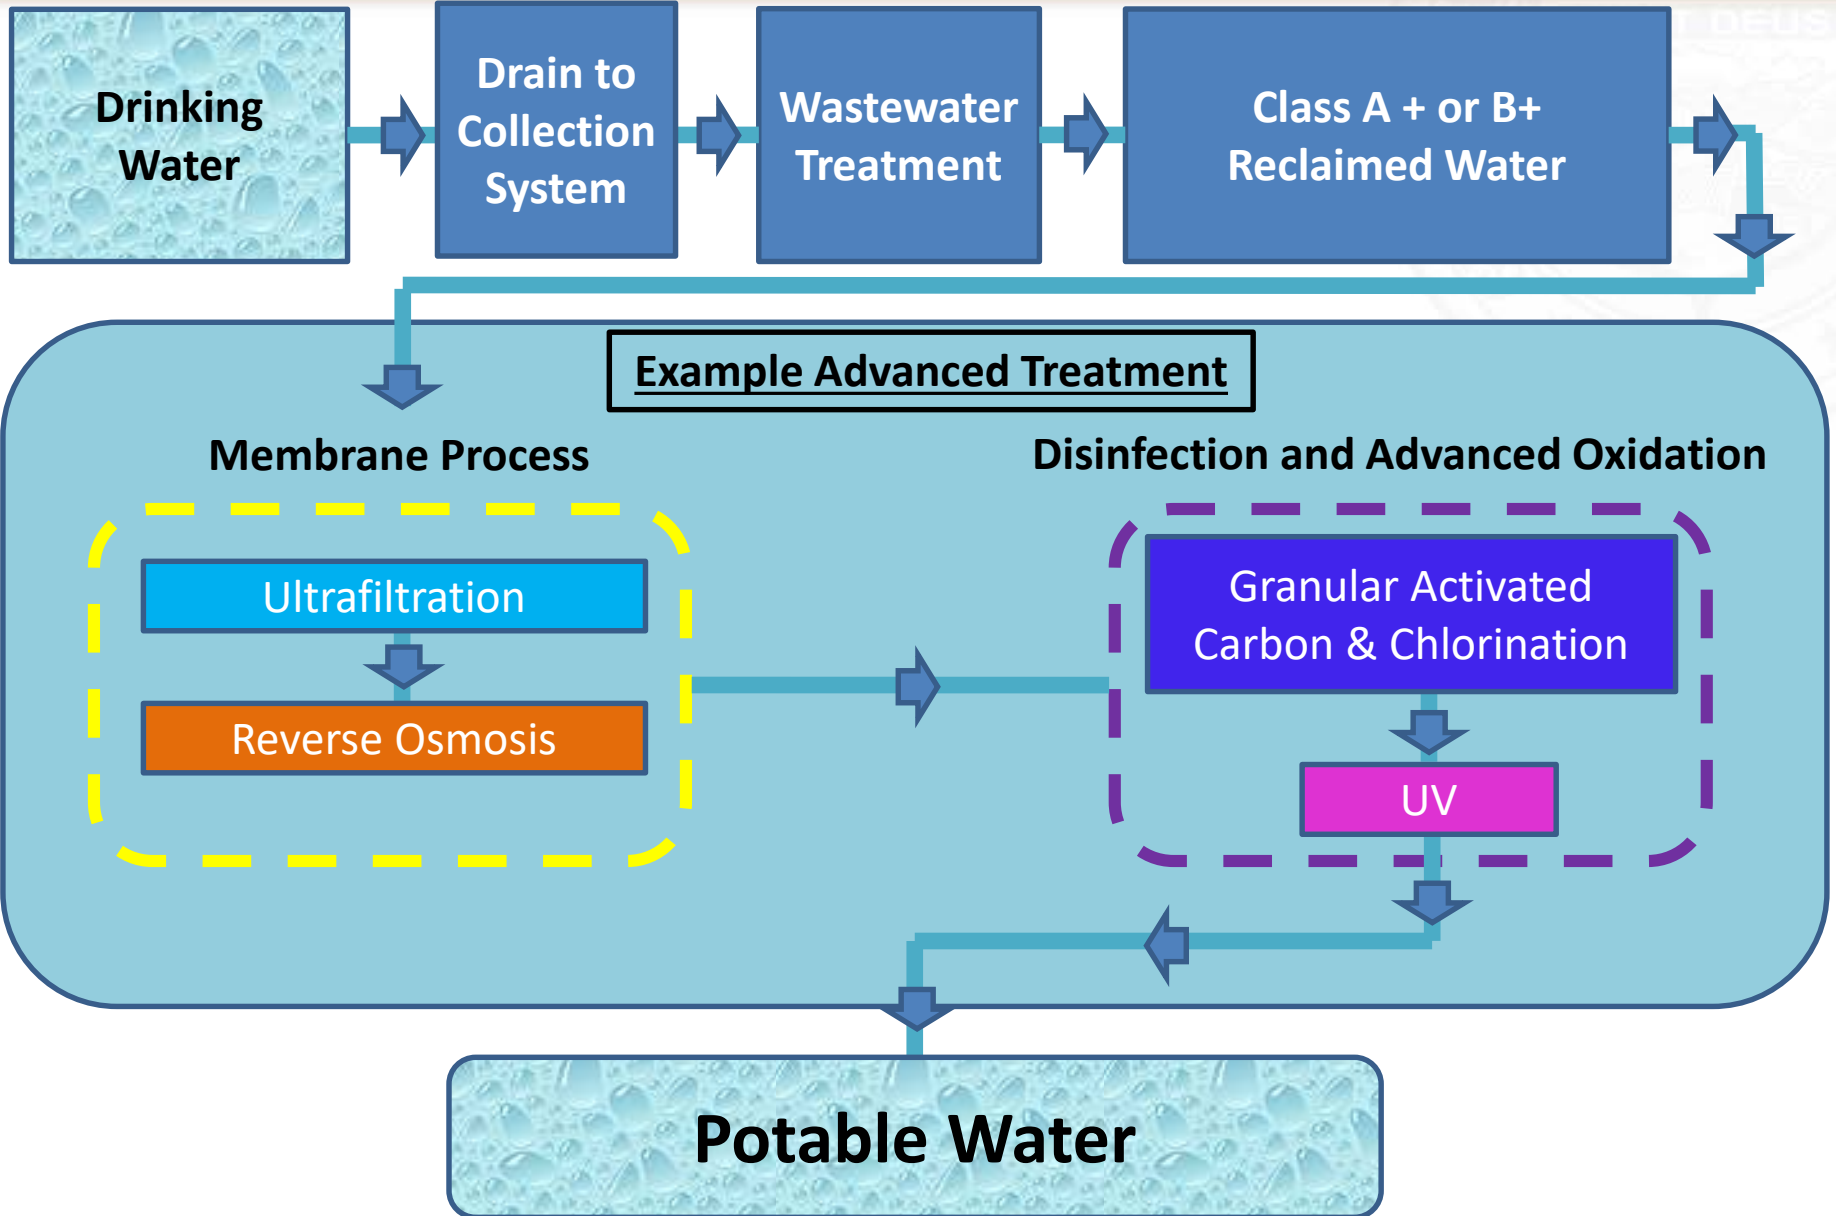 Drinking
Water
Drain to
Collection
System
Wastewater
Treatment
Class A + or B+
Reclaimed Water
DEUS
Example Advanced Treatment
Membrane Process
Ultrafiltration
Reverse Osmosis
Disinfection and Advanced Oxidation
Granular Activated
Carbon & Chlorination
UV
Potable Water